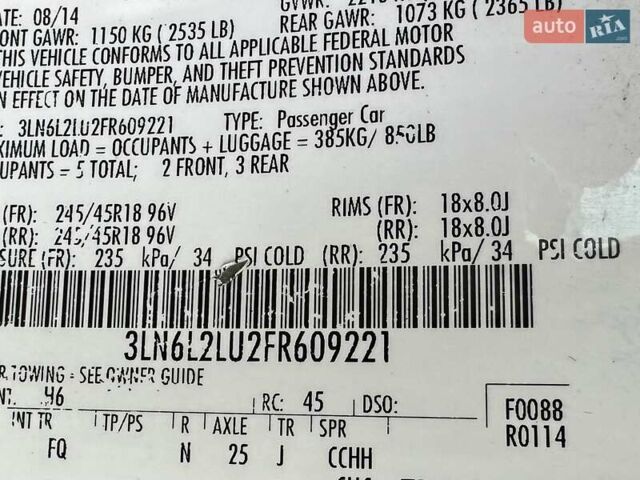 DATE: 08/14
FRONT GAWR: 1150 KG ( 2535 LB)
REAR GAWR: 1073 KG ( 2365 LB)
THIS VEHICLE CONFORMS TO ALL APPLICABLE FEDERAL MOTOR
VEHICLE SAFETY, BUMPER, AND THEFT PREVENTION STANDARDS
IN EFFECT ON THE DATE OF MANUFACTURE SHOWN ABOVE.
3LN6L2LU2FR609221 TYPE: Passenger Car
XIMUM LOAD = OCCUPANTS + LUGGAGE = 385KG/ 850LB
UPANTS = 5 TOTAL; 2 FRONT, 3 REAR
(FR): 245/45R18 96V RIMS (FR): 18x8.0J
(RR): 245/45R18 96V (RR): 18x8.0J
SURE (FR): 235 kPa/ 34 PSI COLD (RR): 235 kPa/ 34 PSI COLD
3LN6L2LU2FR609221
R TOWING = SEE OWNER GUIDE
46 RC: 45 DSO:
INT TR TP/PS R AXLE TR SPR
FQ N 25 J CCHH
F0088
R0114
auto RIA
.com